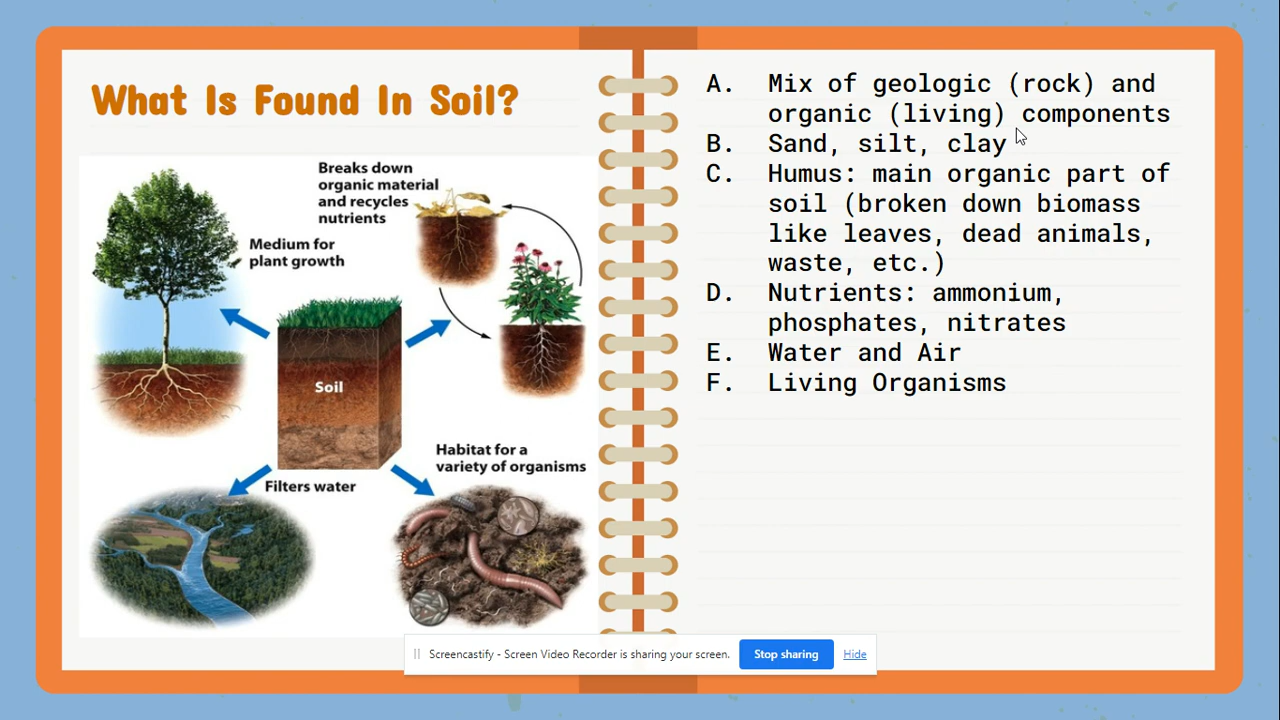 What Is Found In Soil?
Breaks down
organic material
and recycles
nutrients
Medium for
plant growth
Soil
Habitat for a
variety of organisms
Filters water
A. Mix of geologic (rock) and
organic (living) components
B. Sand, silt, clay
C. Humus: main organic part of
soil (broken down biomass
like leaves, dead animals,
waste, etc.)
D. Nutrients: ammonium,
phosphates, nitrates
E. Water and Air
F. Living Organisms
Screencastify - Screen Video Recorder is sharing your screen.
Stop sharing
Hide